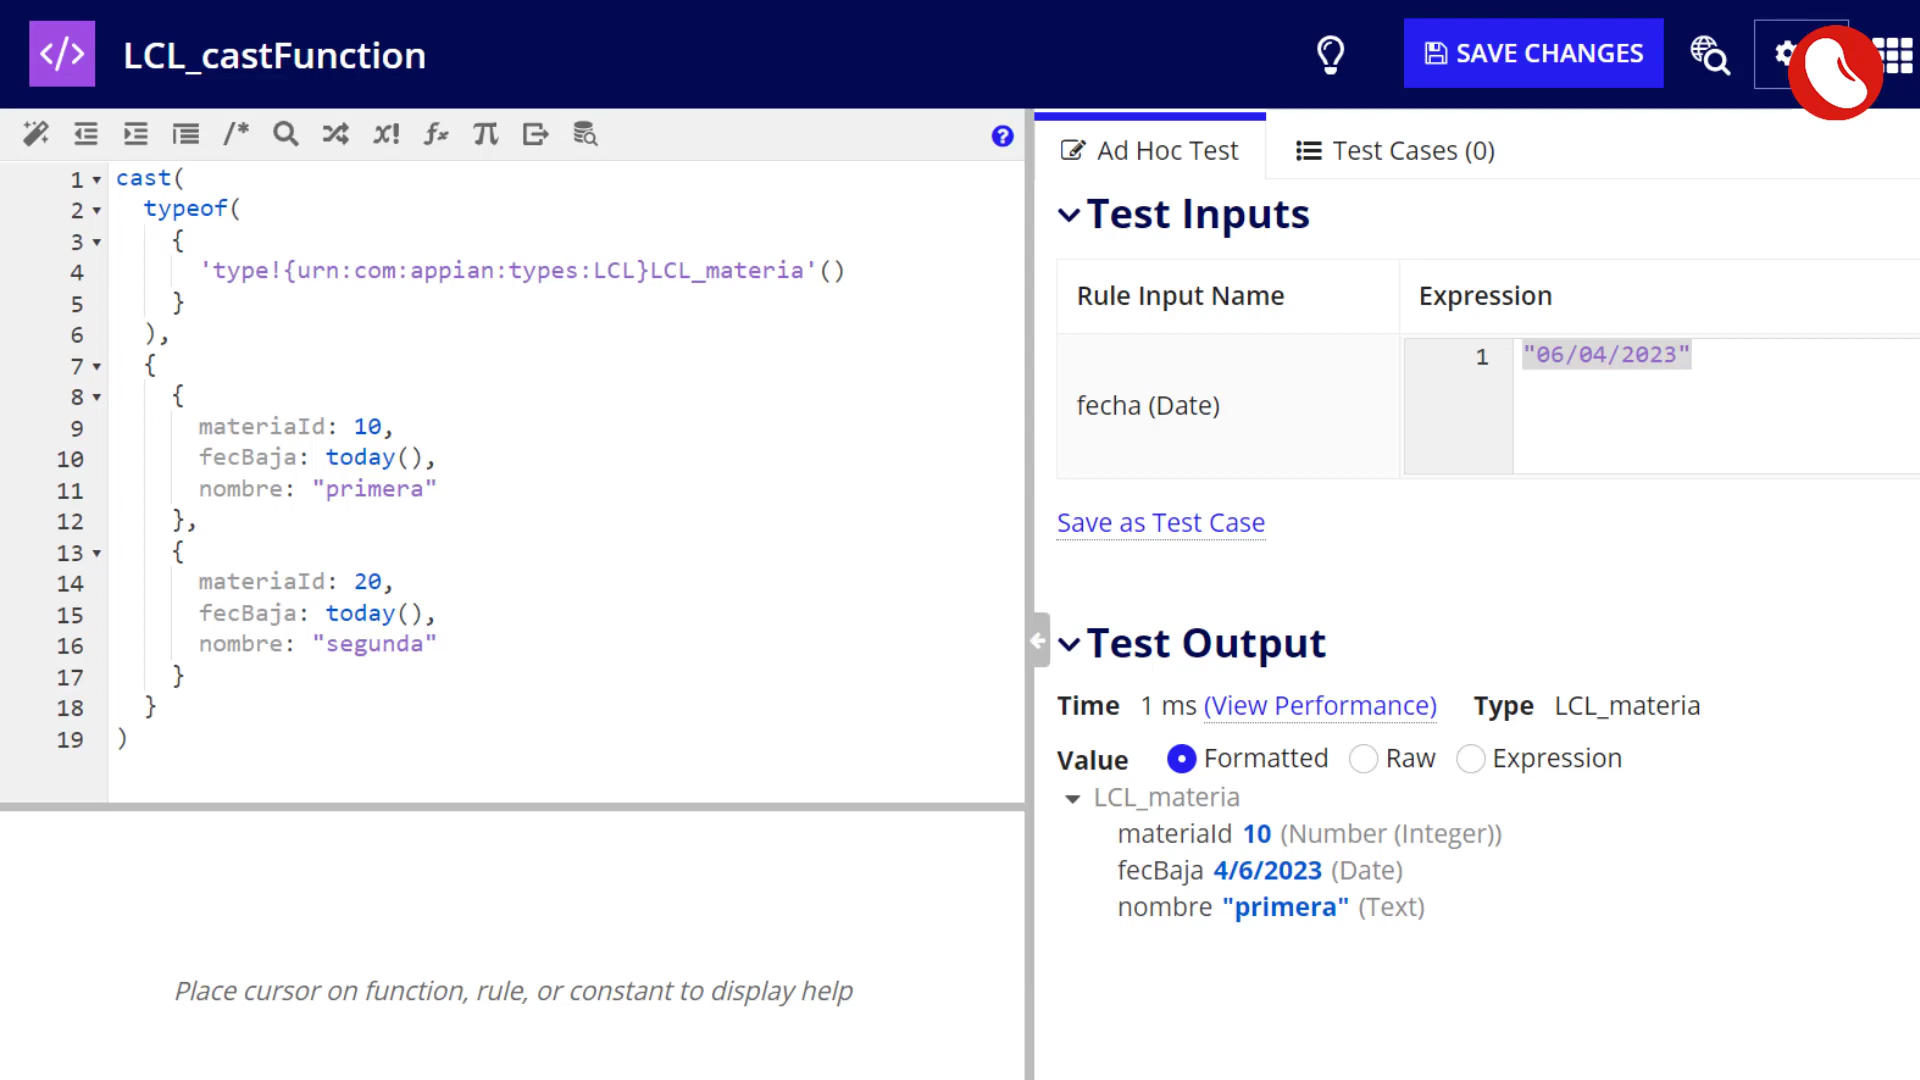 </> LCL_castFunction
SAVE CHANGES
/* x! fx π
?
1 cast(
2 typeof(
3 {
4 'type!{urn:com:appian:types:LCL}LCL_materia'()
5 }
6 ),
7 {
8 {
9 materiaId: 10,
10 fecBaja: today(),
11 nombre: "primera"
12 },
13 {
14 materiaId: 20,
15 fecBaja: today(),
16 nombre: "segunda"
17 }
18 }
19 )
Place cursor on function, rule, or constant to display help
Ad Hoc Test Test Cases (0)
Test Inputs
Rule Input Name Expression
fecha (Date) 1 "06/04/2023"
Save as Test Case
Test Output
Time 1 ms (View Performance) Type LCL_materia
Value Formatted Raw Expression
LCL_materia
materiaId 10 (Number (Integer))
fecBaja 4/6/2023 (Date)
nombre "primera" (Text)